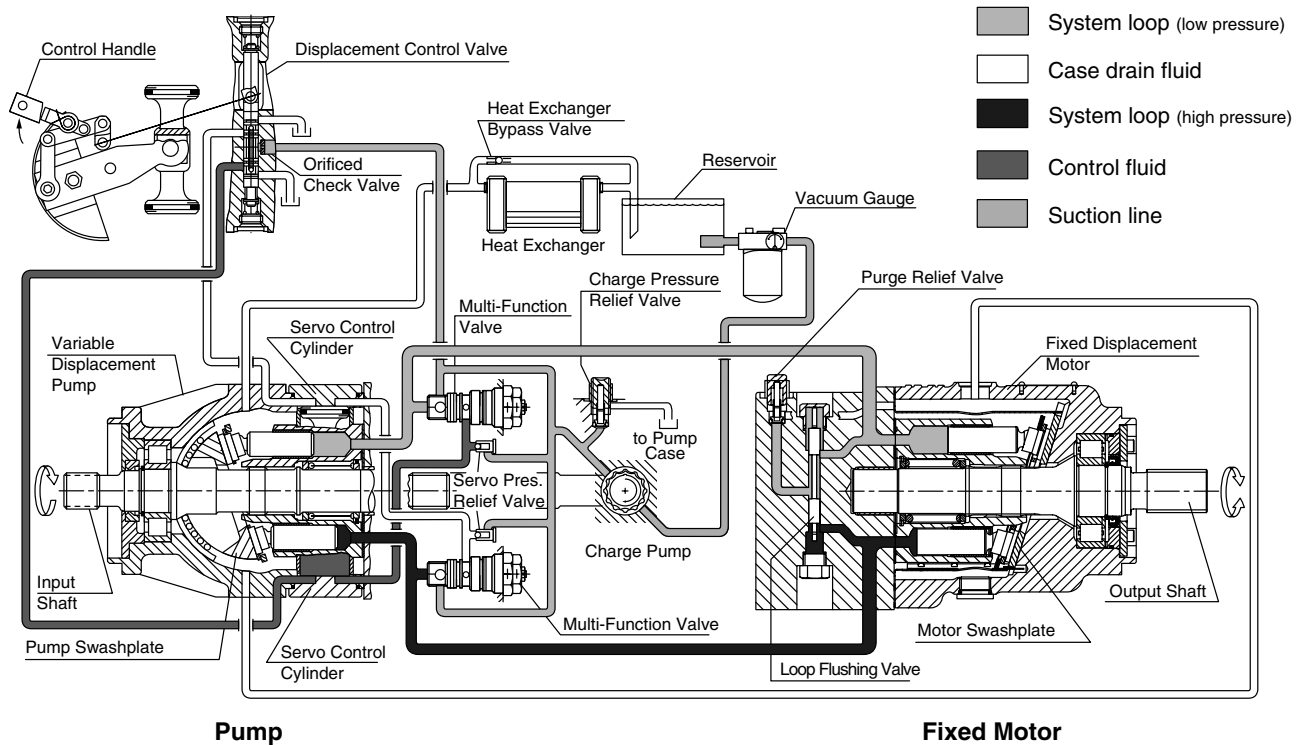 Control Handle
Displacement Control Valve
Heat Exchanger
Bypass Valve
Orificed
Check Valve
Reservoir
Vacuum Gauge
Heat Exchanger
System loop (low pressure)
Case drain fluid
System loop (high pressure)
Control fluid
Suction line
Charge Pressure
Relief Valve
Purge Relief Valve
Multi-Function
Valve
Servo Control
Cylinder
Variable
Displacement
Pump
Fixed Displacement
Motor
to Pump
Case
Servo Pres.
Relief Valve
Charge Pump
Input
Shaft
Output Shaft
Pump Swashplate
Servo Control
Cylinder
Multi-Function Valve
Motor Swashplate
Loop Flushing Valve
Pump
Fixed Motor